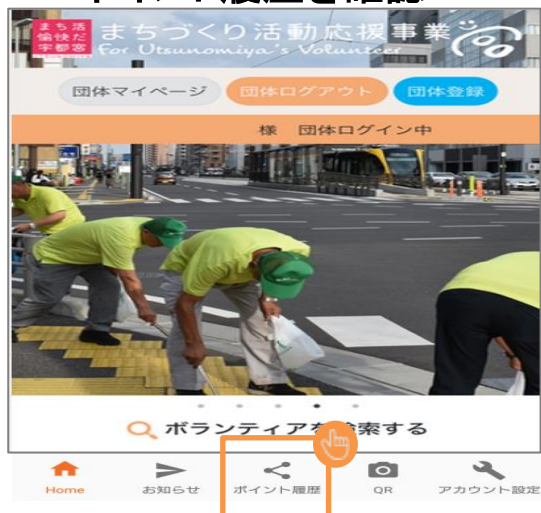 まち活
愉快だ
宇都宮
まちづくり活動応援事業
For Utsunomiya's Volunteer
団体マイページ
団体ログアウト
団体登録
様 団体ログイン中
ボランティアを 索する
Home
お知らせ
ポイント履歴
QR
アカウント設定